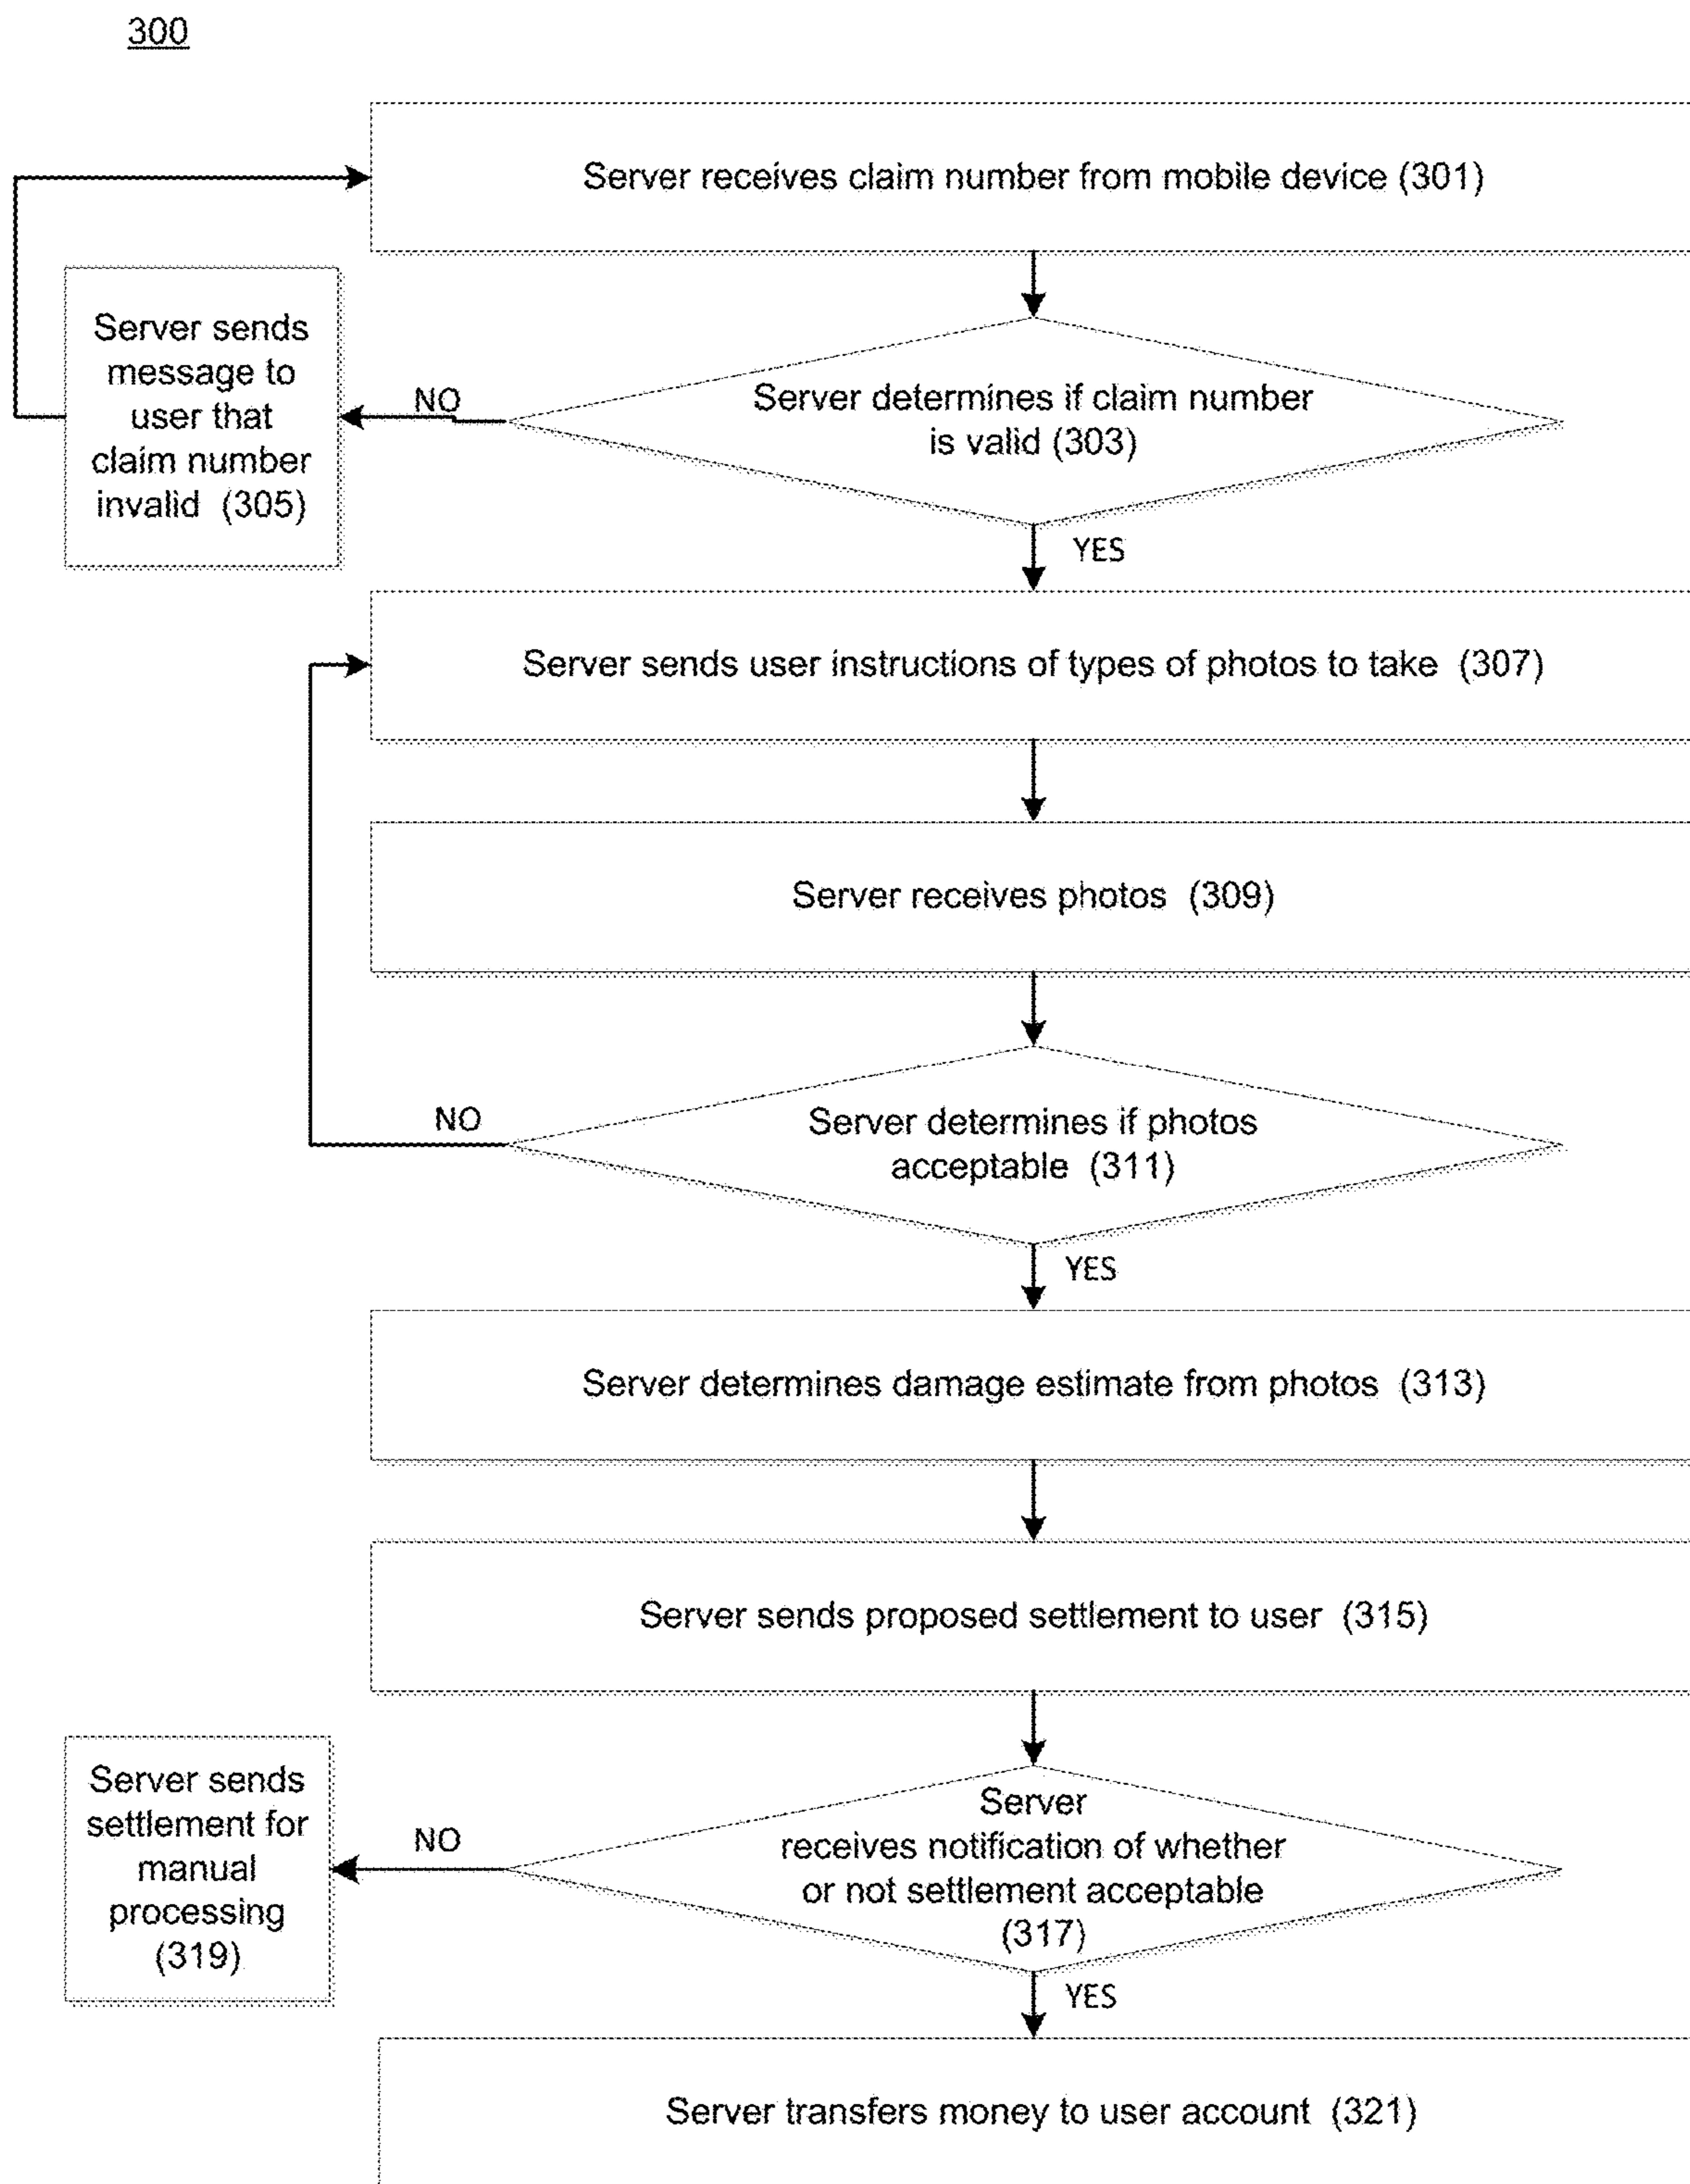 300
Server receives claim number from mobile device (301)
Server sends
message to
user that
claim number
invalid (305)
NO
Server determines if claim number
is valid (303)
YES
Server sends user instructions of types of photos to take (307)
Server receives photos (309)
NO
Server determines if photos
acceptable (311)
YES
Server determines damage estimate from photos (313)
Server sends proposed settlement to user (315)
Server sends
settlement for
manual
processing
(319)
NO
Server
receives notification of whether
or not settlement acceptable
(317)
YES
Server transfers money to user account (321)